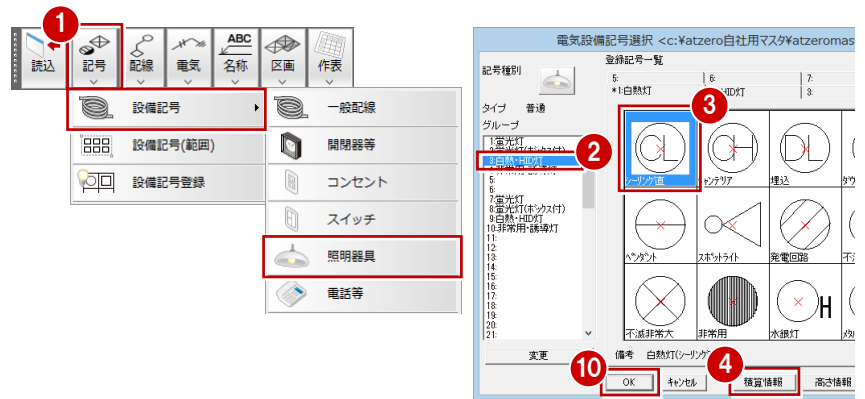 1
ABC
読込
記号
配線
電気
名称
区画
作表
設備記号
設備記号(範囲)
設備記号登録
一般配線
開閉器等
コンセント
スイッチ
照明器具
電話等
電気設備記号選択 <c:¥atzero自社用マスタ¥atzeromas
記号種別
タイプ 普通
グループ
1:蛍光灯
3:白熱・HID灯
5:
6:
7:蛍光灯
8:蛍光灯(ボックス付)
9:白熱・HID灯
10:非常用・誘導灯
11:
12:
13:
14:
15:
16:
17:
18:
19:
20:
21:
変更
2
登録記号一覧
5:
6:
7:
*1:白熱灯
HID灯
3:
3
CL
CH
DL
シーリング直
埋込
ペンダント
スポットライト
発電回路
H
不滅非常大
非常用
水銀灯
備考 白熱灯(シーリング
10
4
OK
キャンセル
積算情報
高さ情報